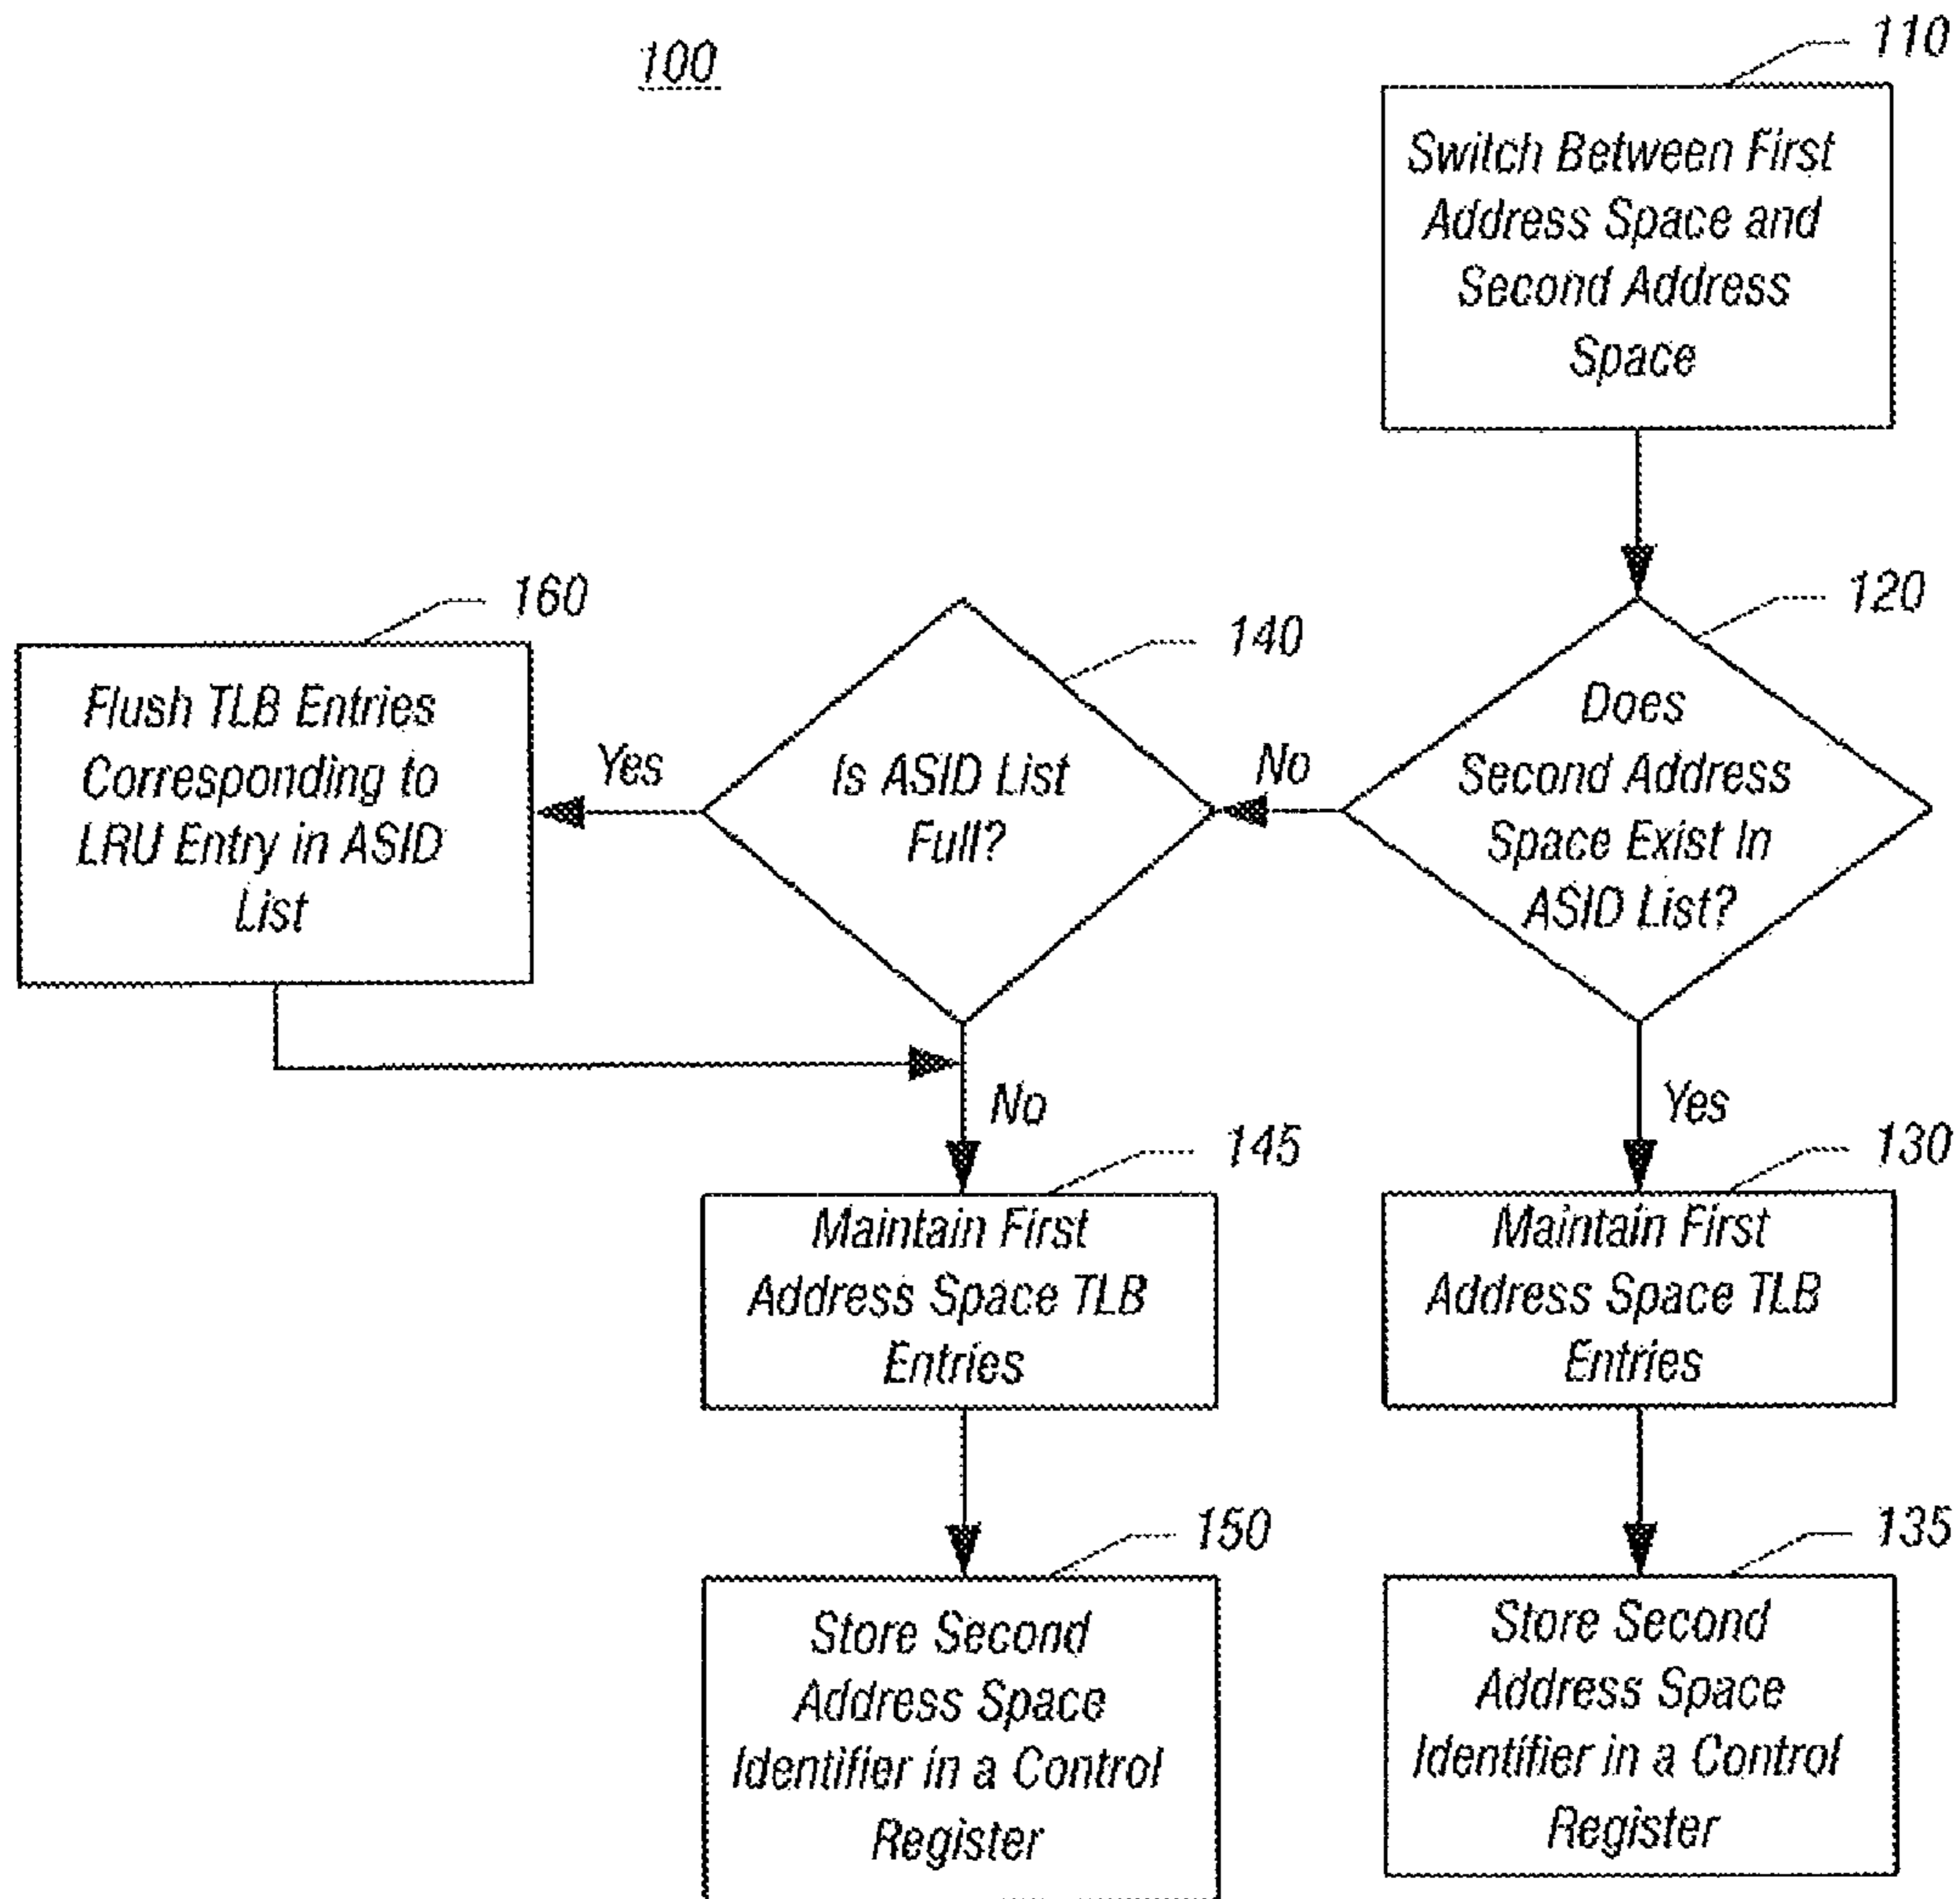 100
110
Switch Between First
Address Space and
Second Address
Space
120
Does
Second Address
Space Exist In
ASID List?
No
140
Is ASID List
Full?
Yes
160
Flush TLB Entries
Corresponding to
LRU Entry in ASID
List
No
Yes
145
Maintain First
Address Space TLB
Entries
130
Maintain First
Address Space TLB
Entries
150
Store Second
Address Space
Identifier in a Control
Register
135
Store Second
Address Space
Identifier in a Control
Register